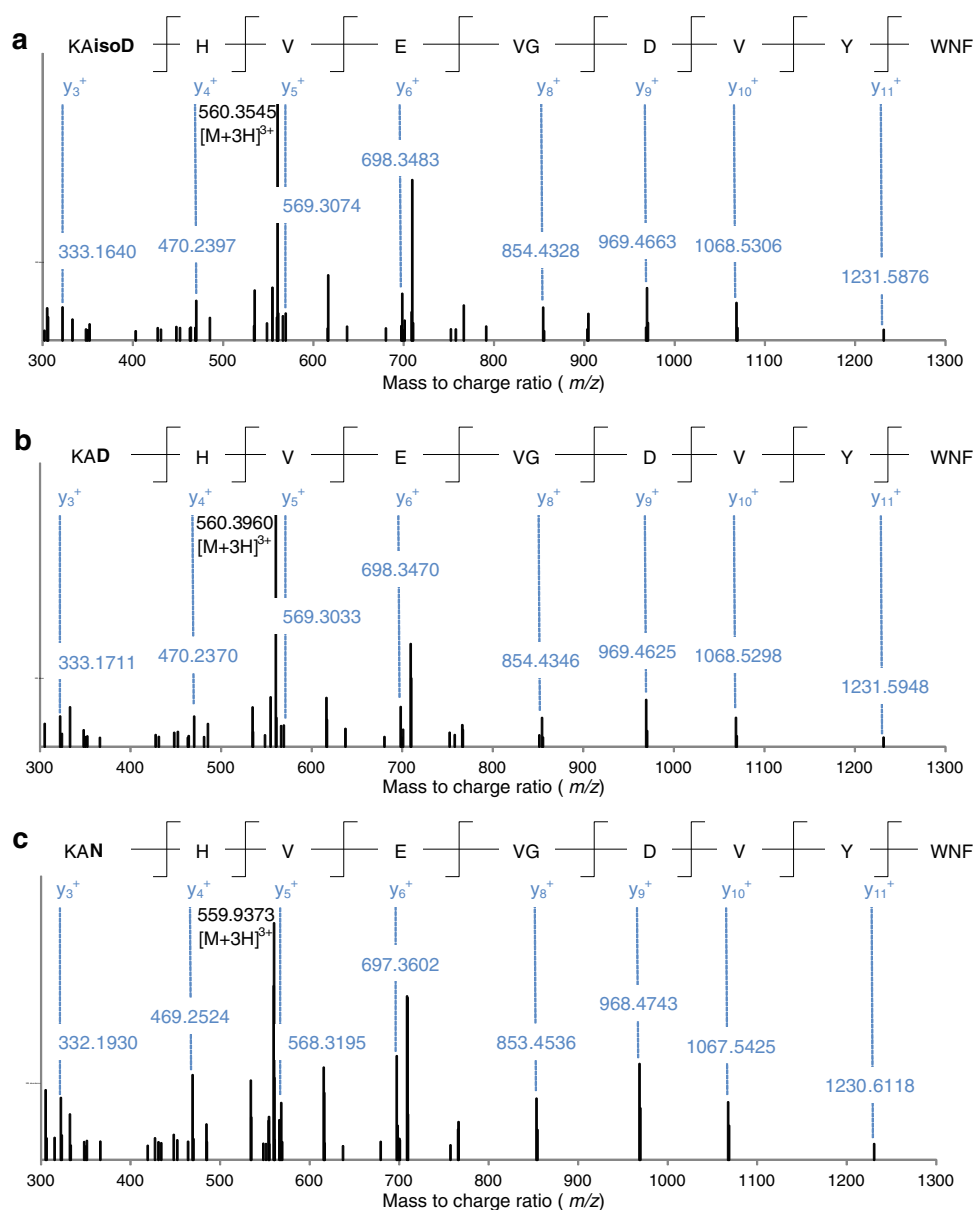 a
KAisoD H V E VG D V Y WNF
y3+ y4+ y5+ y6+ y8+ y9+ y10+ y11+
560.3545
[M+3H]3+
698.3483
569.3074
333.1640 470.2397 854.4328 969.4663 1068.5306
1231.5876
300 400 500 600 700 800 900 1000 1100 1200 1300
Mass to charge ratio ( m/z)
b
KAD H V E VG D V Y WNF
y3+ y4+ y5+ y6+ y8+ y9+ y10+ y11+
560.3960
[M+3H]3+
698.3470
569.3033
333.1711 470.2370 854.4346 969.4625 1068.5298
1231.5948
300 400 500 600 700 800 900 1000 1100 1200 1300
Mass to charge ratio ( m/z)
c
KAN H V E VG D V Y WNF
y3+ y4+ y5+ y6+ y8+ y9+ y10+ y11+
559.9373
[M+3H]3+
697.3602
968.4743
469.2524
332.1930 568.3195 853.4536 1067.5425
1230.6118
300 400 500 600 700 800 900 1000 1100 1200 1300
Mass to charge ratio ( m/z)